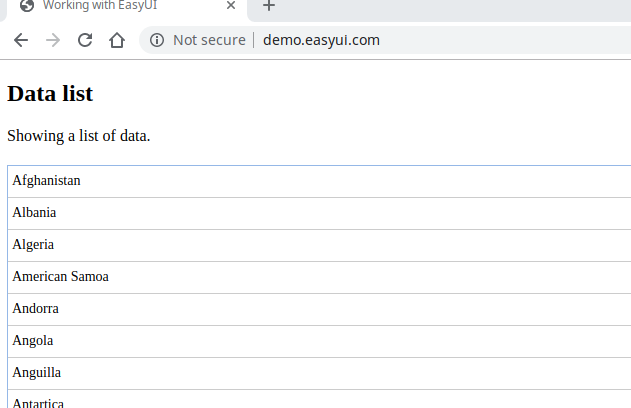 Working with EasyUI
Not secure | demo.easyui.com
Data list
Showing a list of data.
Afghanistan
Albania
Algeria
American Samoa
Andorra
Angola
Anguilla
Antartica